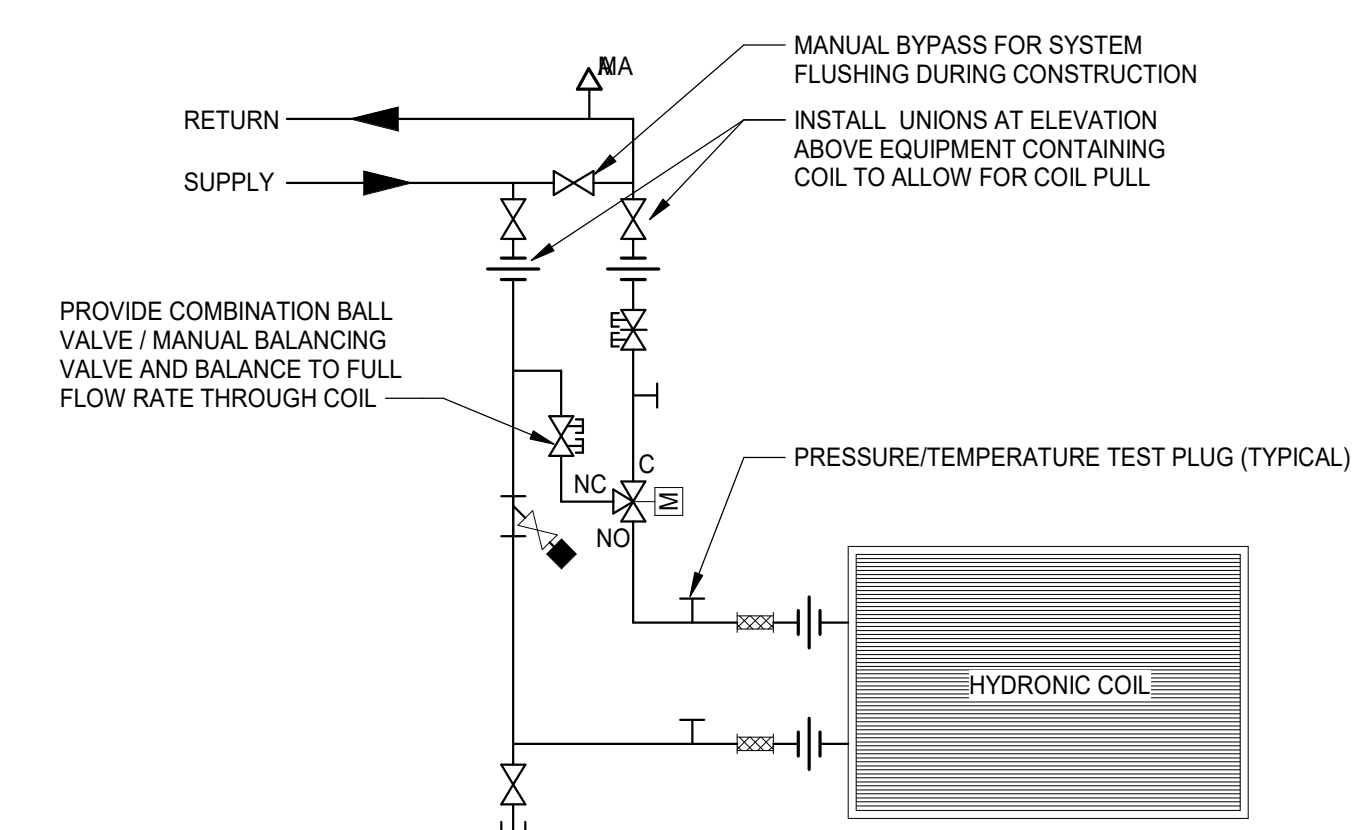 MANUAL BYPASS FOR SYSTEM
FLUSHING DURING CONSTRUCTION
RETURN
INSTALL UNIONS AT ELEVATION
ABOVE EQUIPMENT CONTAINING
COIL TO ALLOW FOR COIL PULL
SUPPLY
PROVIDE COMBINATION BALL
VALVE / MANUAL BALANCING
VALVE AND BALANCE TO FULL
FLOW RATE THROUGH COIL
C
NC
M
NO
PRESSURE/TEMPERATURE TEST PLUG (TYPICAL)
HYDRONIC COIL